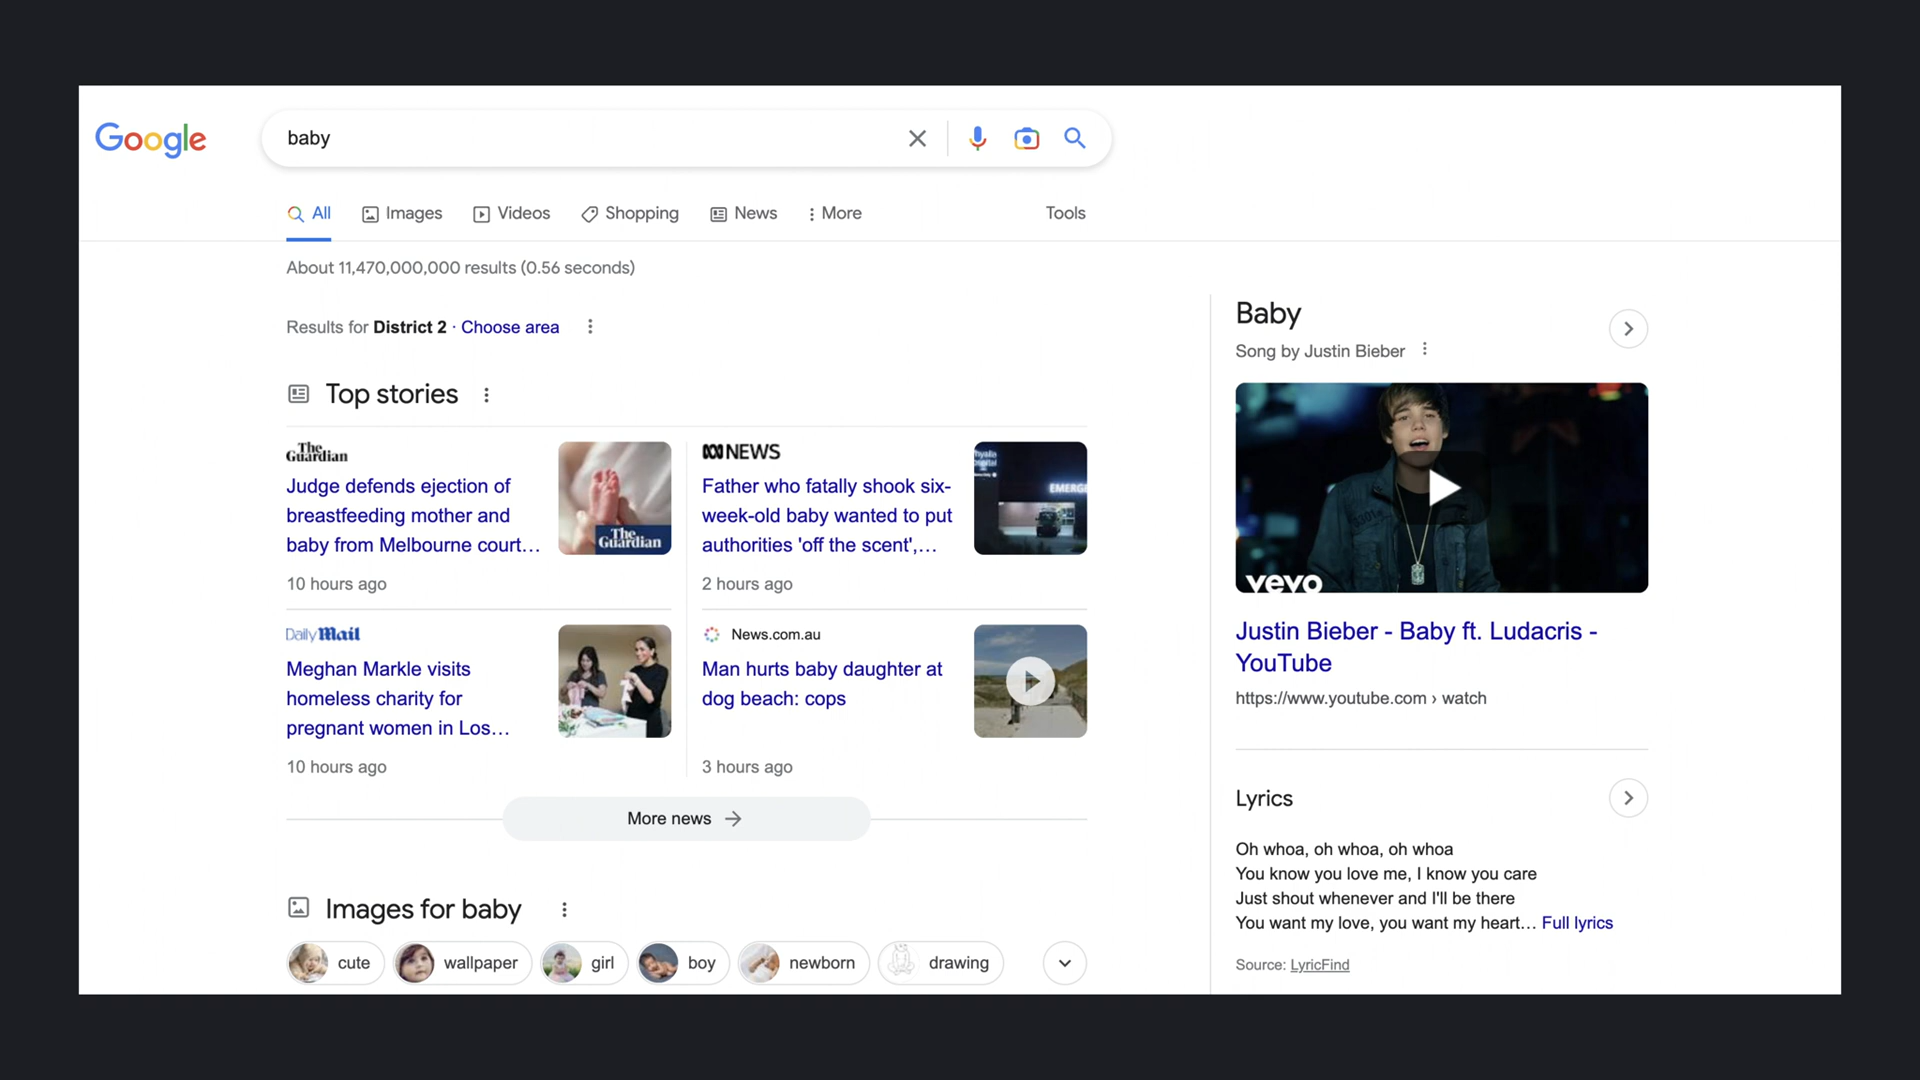 Google
baby
All
Images
Videos
Shopping
News
More
Tools
About 11,470,000,000 results (0.56 seconds)
Results for District 2 · Choose area
Top stories
The Guardian
Judge defends ejection of
breastfeeding mother and
baby from Melbourne court...
The Guardian
10 hours ago
NEWS
Father who fatally shook six-
week-old baby wanted to put
authorities 'off the scent',...
EMERGE
2 hours ago
Daily Mail
Meghan Markle visits
homeless charity for
pregnant women in Los...
10 hours ago
News.com.au
Man hurts baby daughter at
dog beach: cops
3 hours ago
More news
Images for baby
cute
wallpaper
girl
boy
newborn
drawing
Baby
Song by Justin Bieber
vevo
Justin Bieber - Baby ft. Ludacris -
YouTube
https://www.youtube.com › watch
Lyrics
Oh whoa, oh whoa, oh whoa
You know you love me, I know you care
Just shout whenever and I'll be there
You want my love, you want my heart... Full lyrics
Source: LyricFind